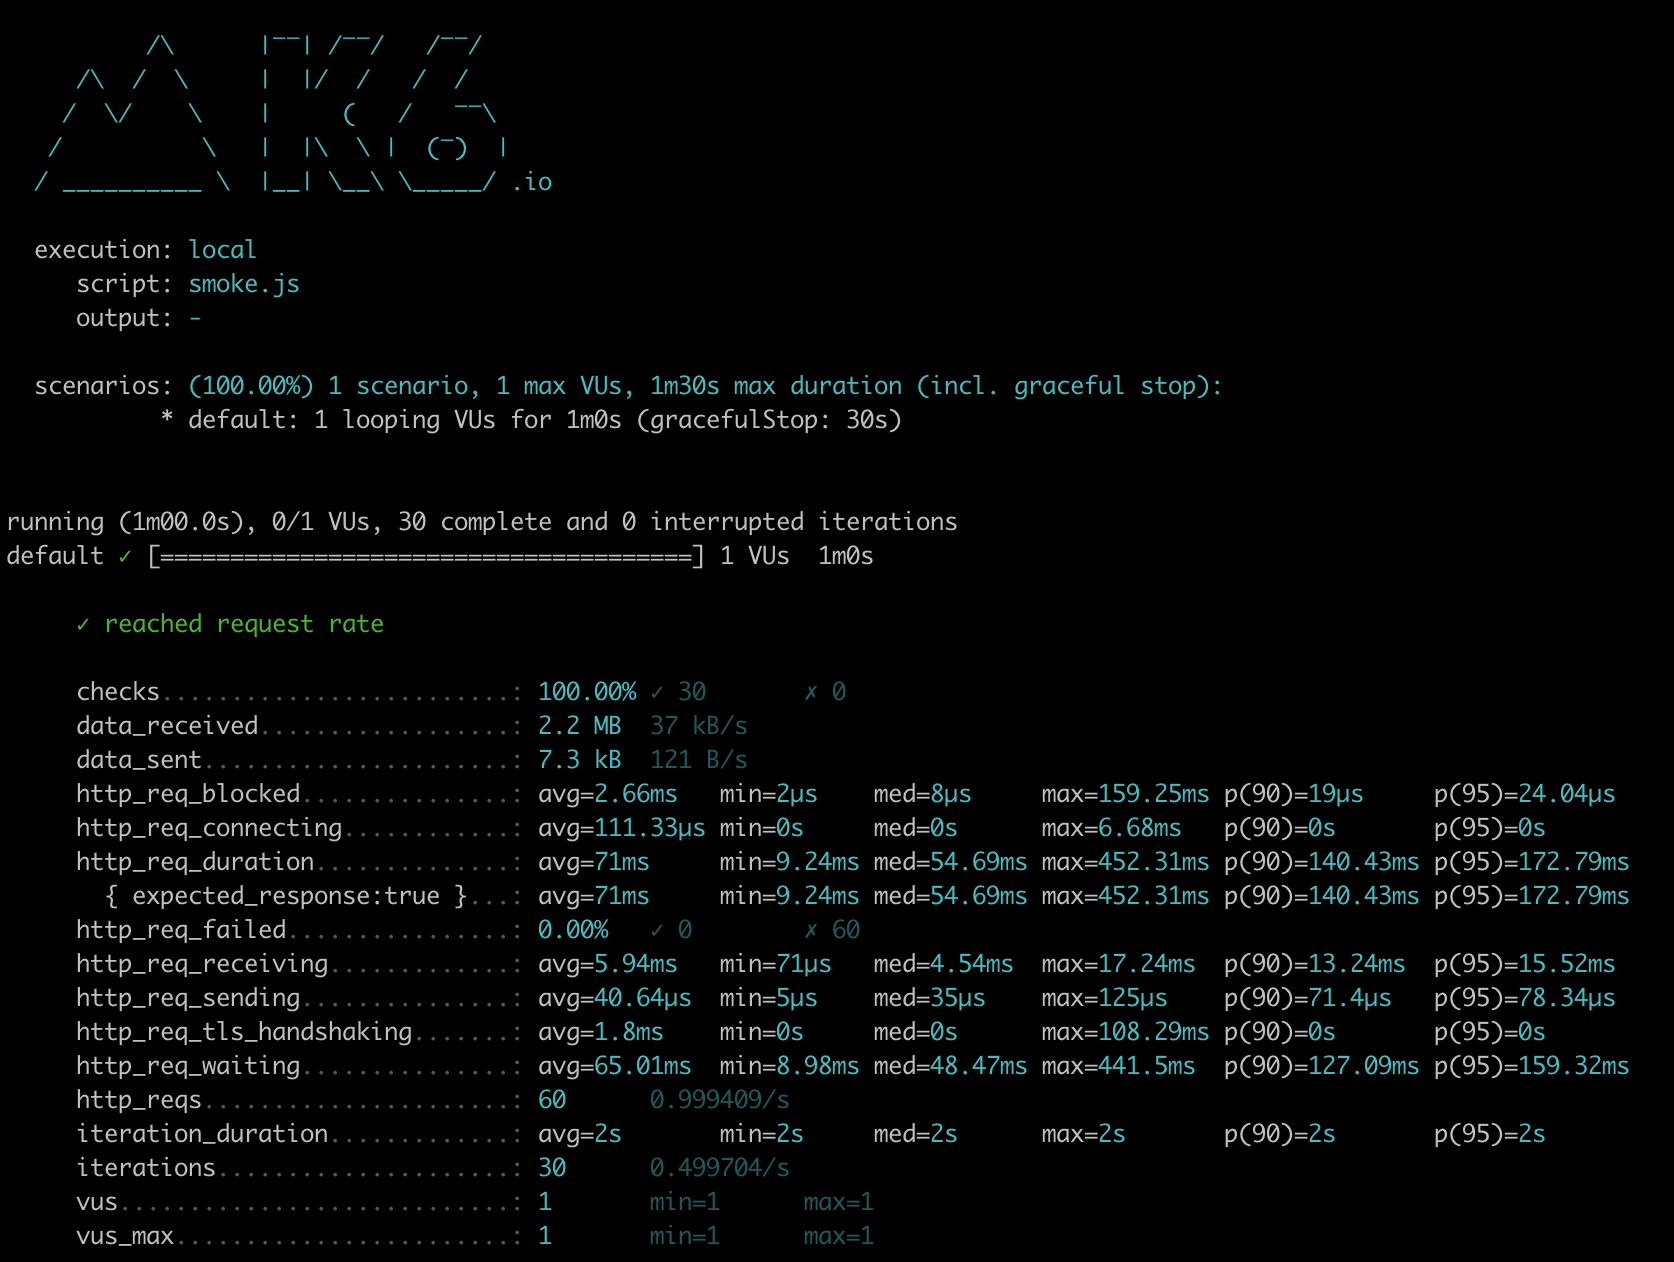 /\      |‾‾| /‾‾/   /‾‾/
    /\  /  \     |  |/  /   /  /
   /  \/    \    |     (   /   ‾‾\
  /          \   |  |\  \ |  (‾)  |
 / __________ \  |__| \__\ \_____/ .io
execution: local
script: smoke.js
output: -
scenarios: (100.00%) 1 scenario, 1 max VUs, 1m30s max duration (incl. graceful stop):
* default: 1 looping VUs for 1m0s (gracefulStop: 30s)
running (1m00.0s), 0/1 VUs, 30 complete and 0 interrupted iterations
default ✓ [======================================] 1 VUs  1m0s
✓ reached request rate
checks.........................: 100.00% ✓ 30       ✗ 0
data_received..................: 2.2 MB  37 kB/s
data_sent......................: 7.3 kB  121 B/s
http_req_blocked...............: avg=2.66ms   min=2µs    med=8µs     max=159.25ms p(90)=19µs     p(95)=24.04µs
http_req_connecting............: avg=111.33µs min=0s     med=0s      max=6.68ms   p(90)=0s       p(95)=0s
http_req_duration..............: avg=71ms     min=9.24ms med=54.69ms max=452.31ms p(90)=140.43ms p(95)=172.79ms
{ expected_response:true }...: avg=71ms     min=9.24ms med=54.69ms max=452.31ms p(90)=140.43ms p(95)=172.79ms
http_req_failed................: 0.00%   ✓ 0        ✗ 60
http_req_receiving.............: avg=5.94ms   min=71µs   med=4.54ms  max=17.24ms  p(90)=13.24ms  p(95)=15.52ms
http_req_sending...............: avg=40.64µs  min=5µs    med=35µs    max=125µs    p(90)=71.4µs   p(95)=78.34µs
http_req_tls_handshaking.......: avg=1.8ms    min=0s     med=0s      max=108.29ms p(90)=0s       p(95)=0s
http_req_waiting...............: avg=65.01ms  min=8.98ms med=48.47ms max=441.5ms  p(90)=127.09ms p(95)=159.32ms
http_reqs......................: 60      0.999409/s
iteration_duration.............: avg=2s       min=2s     med=2s      max=2s       p(90)=2s       p(95)=2s
iterations.....................: 30      0.499704/s
vus............................: 1       min=1      max=1
vus_max........................: 1       min=1      max=1